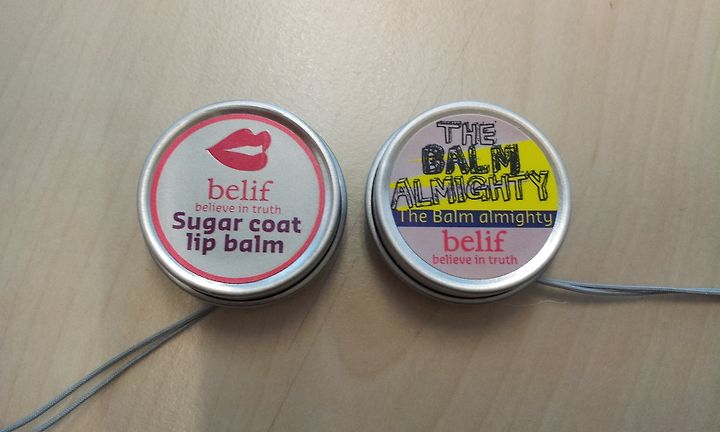 belif
believe in truth
Sugar coat
lip balm
THE
BALM
ALMIGHTY
The Balm almighty
belif
believe in truth